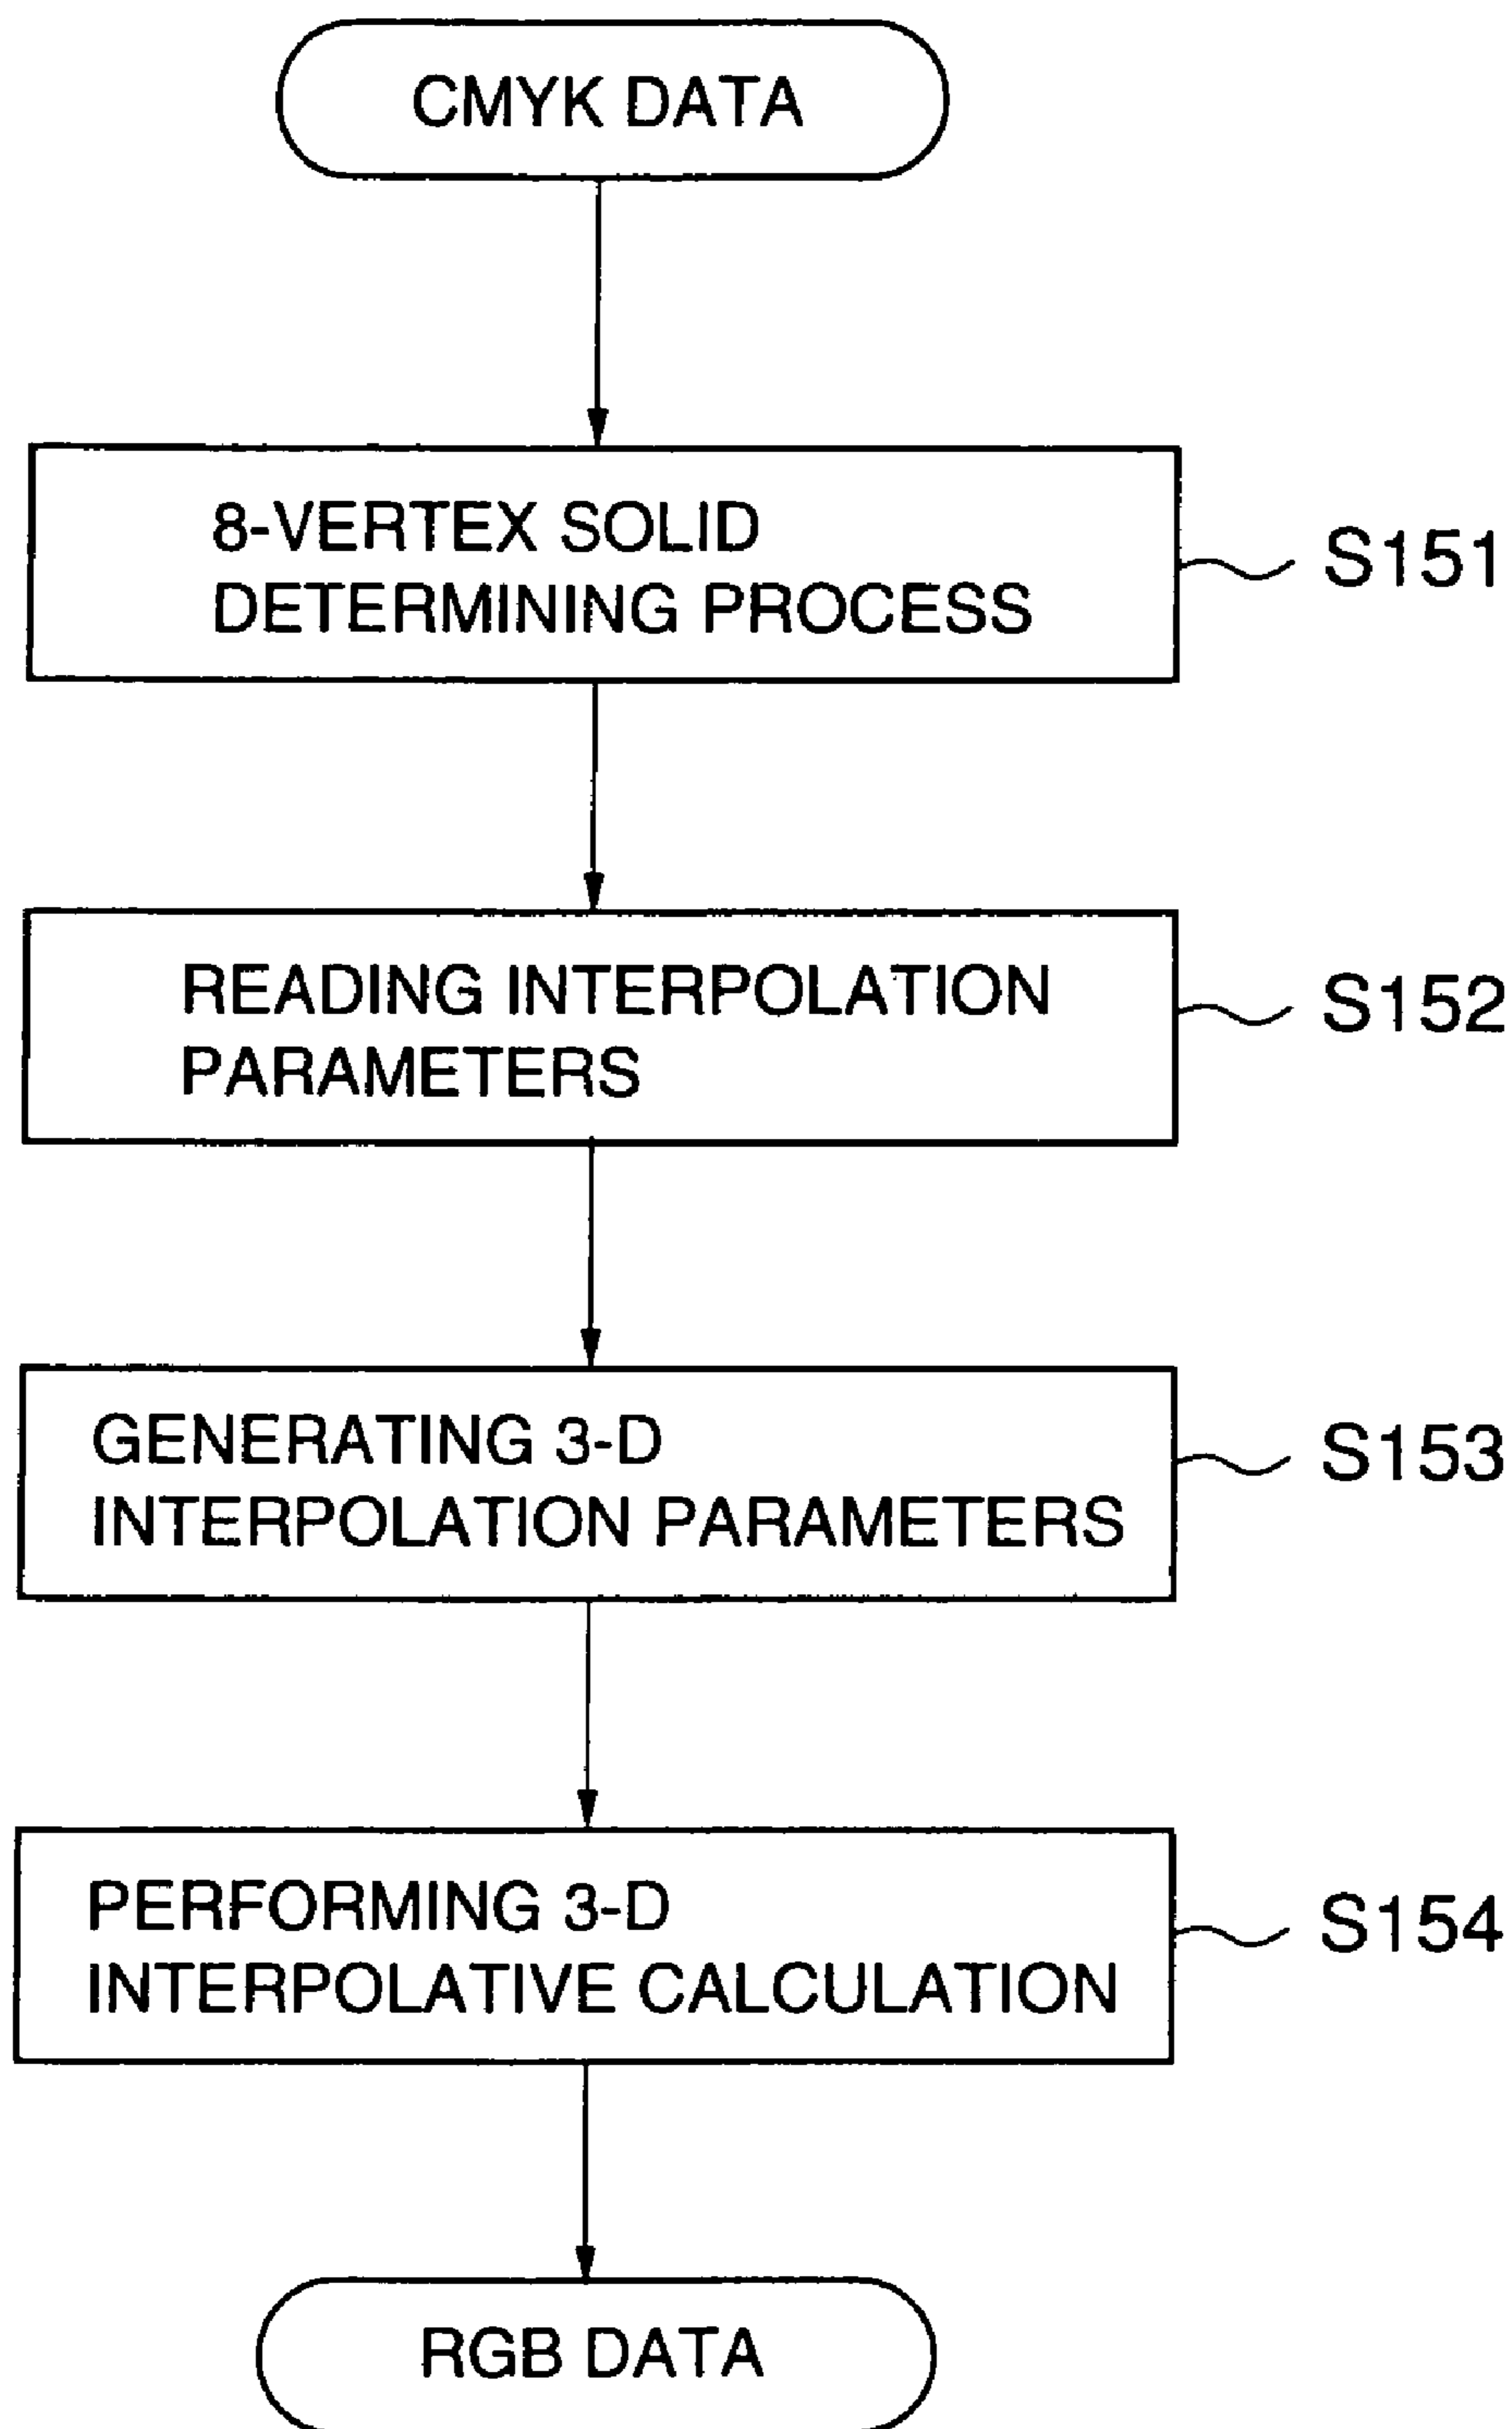 CMYK DATA
8-VERTEX SOLID
DETERMINING PROCESS
S151
READING INTERPOLATION
PARAMETERS
S152
GENERATING 3-D
INTERPOLATION PARAMETERS
S153
PERFORMING 3-D
INTERPOLATIVE CALCULATION
S154
RGB DATA